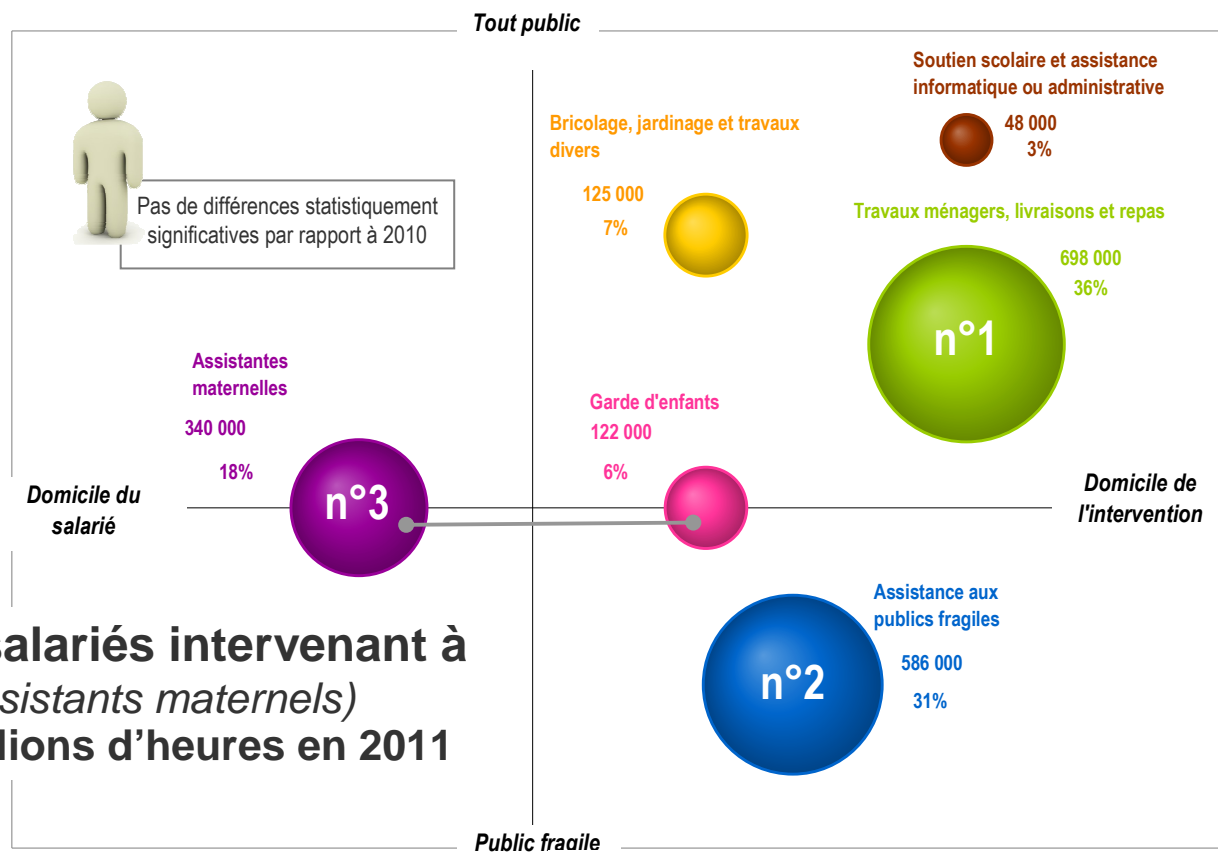 Tout public
Soutien scolaire et assistance
informatique ou administrative
48 000
3%
Bricolage, jardinage et travaux
divers
125 000
7%
Pas de différences statistiquement
significatives par rapport à 2010
Travaux ménagers, livraisons et repas
698 000
36%
n°1
Assistantes
maternelles
340 000
18%
n°3
Garde d'enfants
122 000
6%
Domicile du
salarié
Domicile de
l'intervention
Assistance aux
publics fragiles
586 000
31%
n°2
salariés intervenant à
sistants maternels)
lions d’heures en 2011
Public fragile